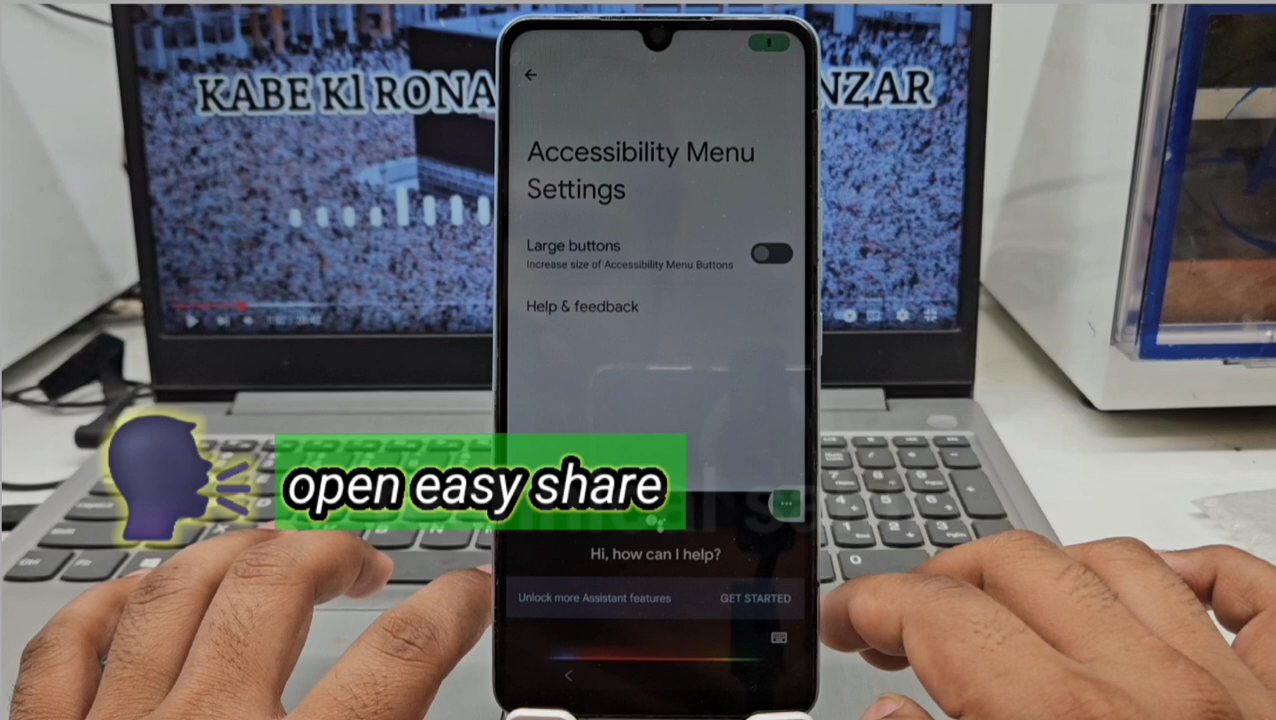 KABE KI RONA
NZAR
Accessibility Menu
Settings
Large buttons
Increase size of Accessibility Menu Buttons
Help & feedback
open easy share
Hi, how can I help?
Unlock more Assistant features
GET STARTED